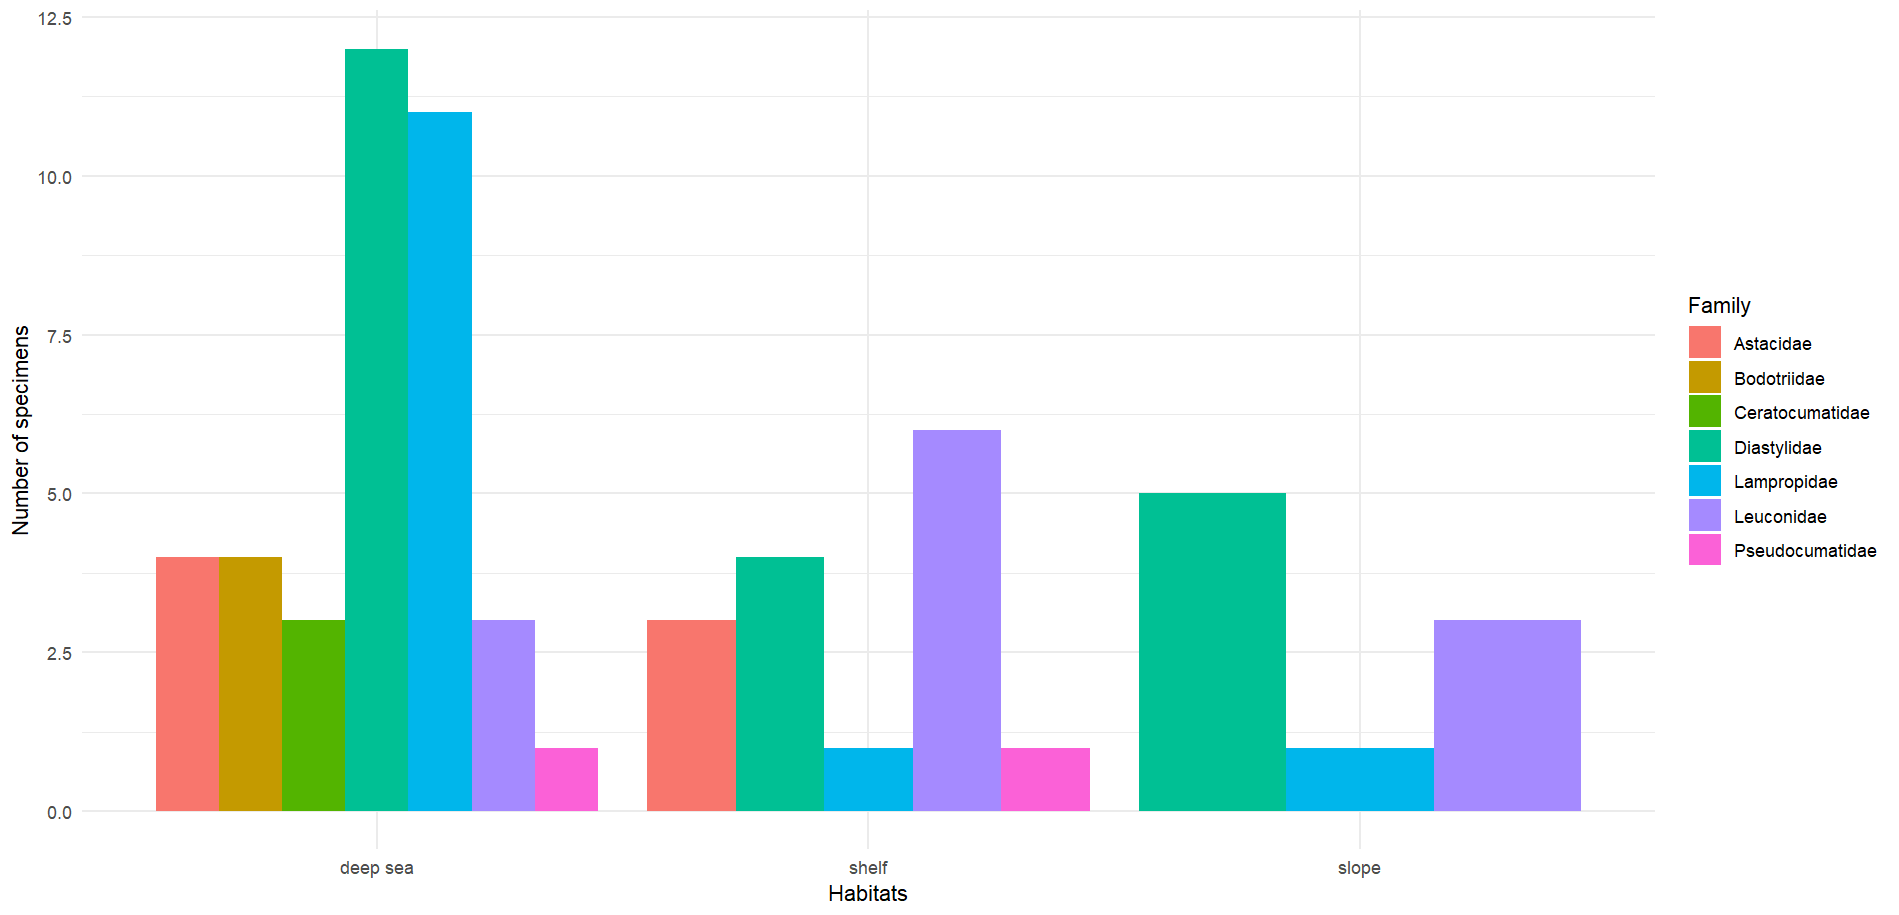 12.5
10.0
7.5
5.0
2.5
0.0
Number of specimens
deep sea
shelf
slope
Habitats
Family
Astacidae
Bodotriidae
Ceratocumatidae
Diastylidae
Lampropidae
Leuconidae
Pseudocumatidae